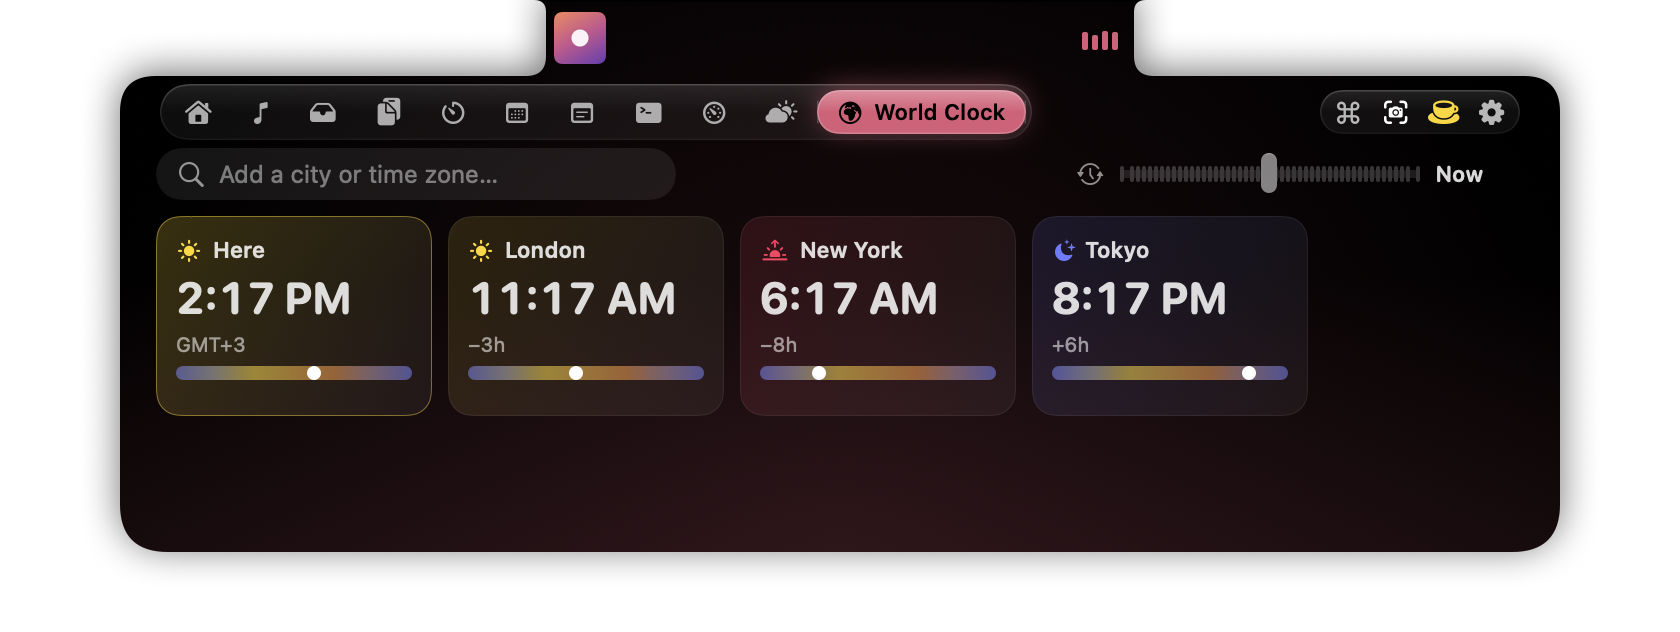 World Clock
Add a city or time zone...
Now
Here
2:17 PM
GMT+3
London
11:17 AM
−3h
New York
6:17 AM
−8h
Tokyo
8:17 PM
+6h